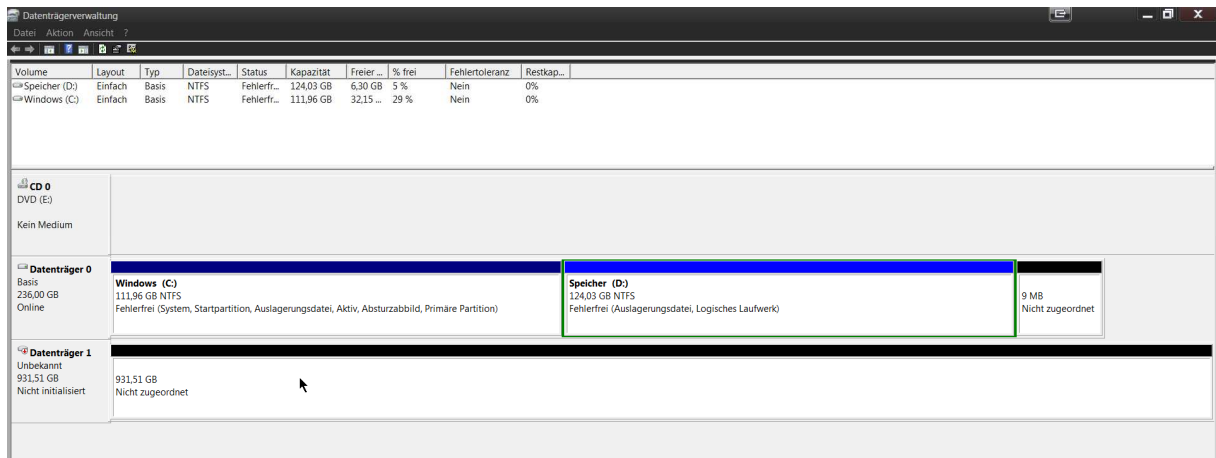 Datenträgerverwaltung
Datei Aktion Ansicht ?
Volume Layout Typ Dateisyst... Status Kapazität Freier ... % frei Fehlertoleranz Restkap...
Speicher (D:) Einfach Basis NTFS Fehlerfr... 124,03 GB 6,30 GB 5 % Nein 0%
Windows (C:) Einfach Basis NTFS Fehlerfr... 111,96 GB 32,15 ... 29 % Nein 0%
CD 0
DVD (E:)
Kein Medium
Datenträger 0
Basis
236,00 GB
Online
Windows (C:)
111,96 GB NTFS
Fehlerfrei (System, Startpartition, Auslagerungsdatei, Aktiv, Absturzabbild, Primäre Partition)
Speicher (D:)
124,03 GB NTFS
Fehlerfrei (Auslagerungsdatei, Logisches Laufwerk)
9 MB
Nicht zugeordnet
Datenträger 1
Unbekannt
931,51 GB
Nicht initialisiert
931,51 GB
Nicht zugeordnet